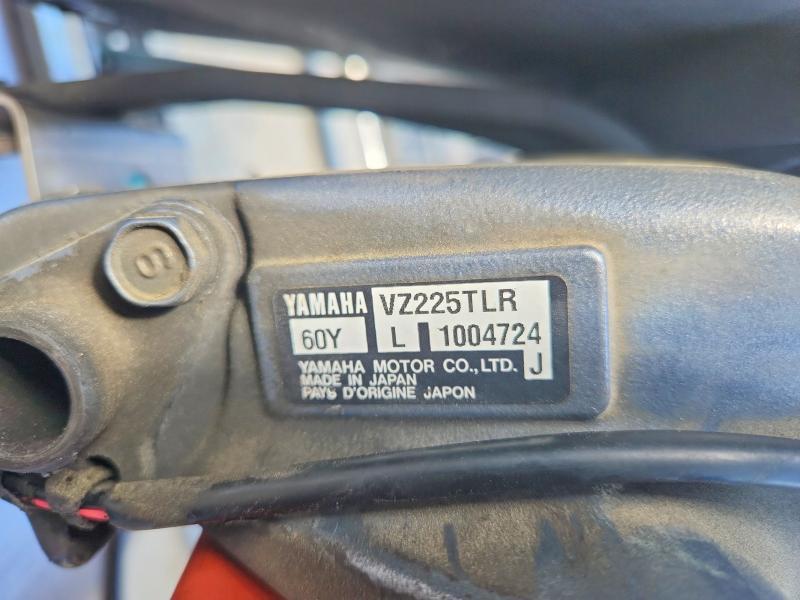 YAMAHA VZ225TLR
60Y L 1004724
YAMAHA MOTOR CO.,LTD. J
MADE IN JAPAN
PAYS D'ORIGINE JAPON